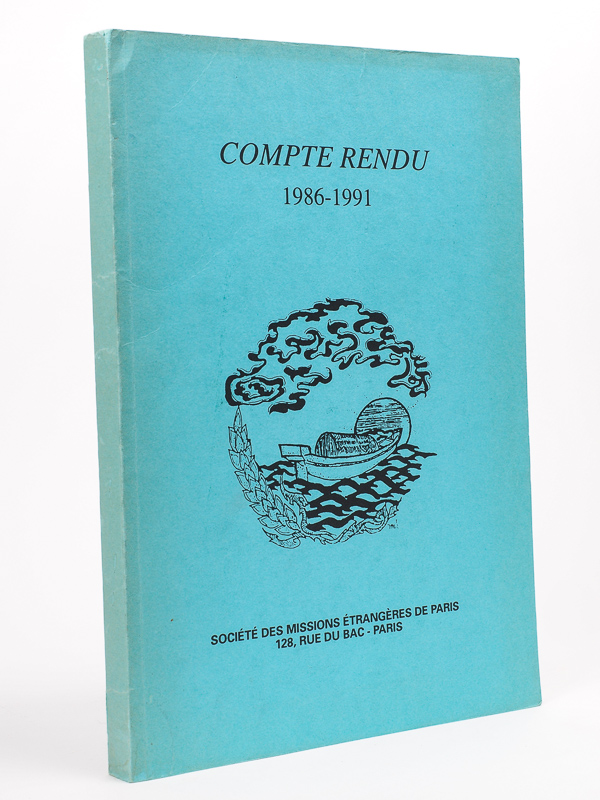 COMPTE RENDU
1986-1991
SOCIÉTÉ DES MISSIONS ÉTRANGÈRES DE PARIS
128, RUE DU BAC - PARIS